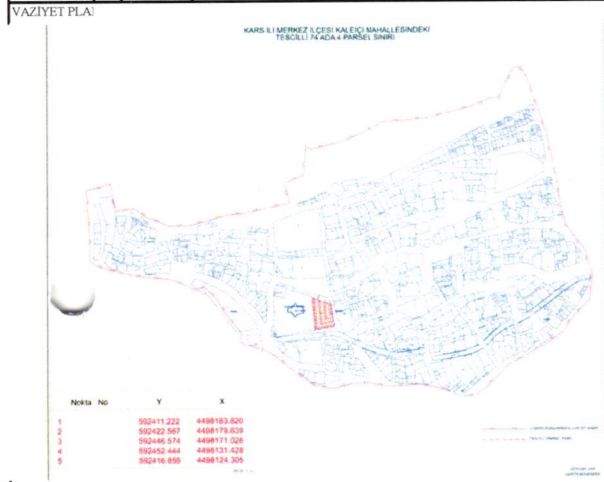 VAZİYET PLA
KARS İLİ MERKEZ İLÇESİ KALEİÇİ MAHALLESİNDEKİ
TESCİLLİ 74 ADA 4 PARSEL SINIRI
Nokta No Y X
1 592411.222 4498183.820
2 592422.567 4498179.639
3 592446.574 4498171.026
4 592452.444 4498131.428
5 592416.856 4498124.305